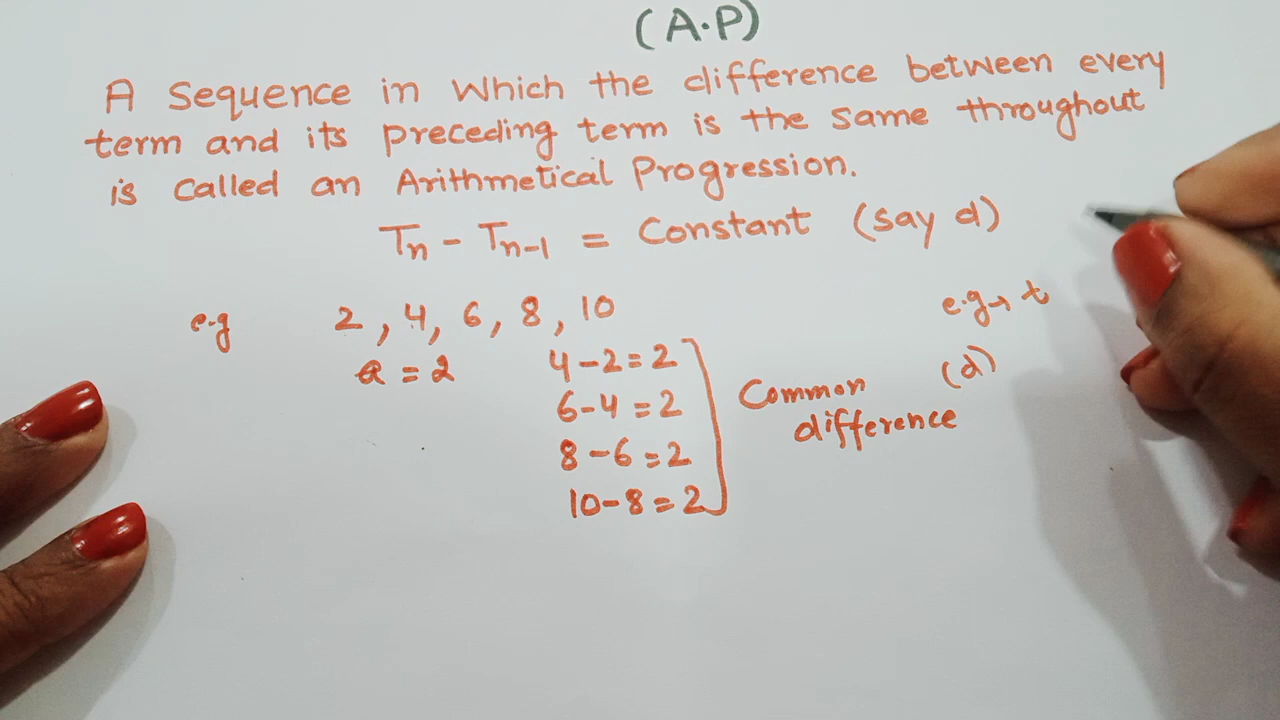 (A.P)
A Sequence in Which the difference between every
term and its preceding term is the same throughout
is called an Arithmetical Progression.
Tn - Tn-1 = Constant (say d)
e.g 2, 4, 6, 8, 10
e.g→ t
a = 2
4-2=2
6-4=2
8-6=2
10-8=2
Common (d)
difference